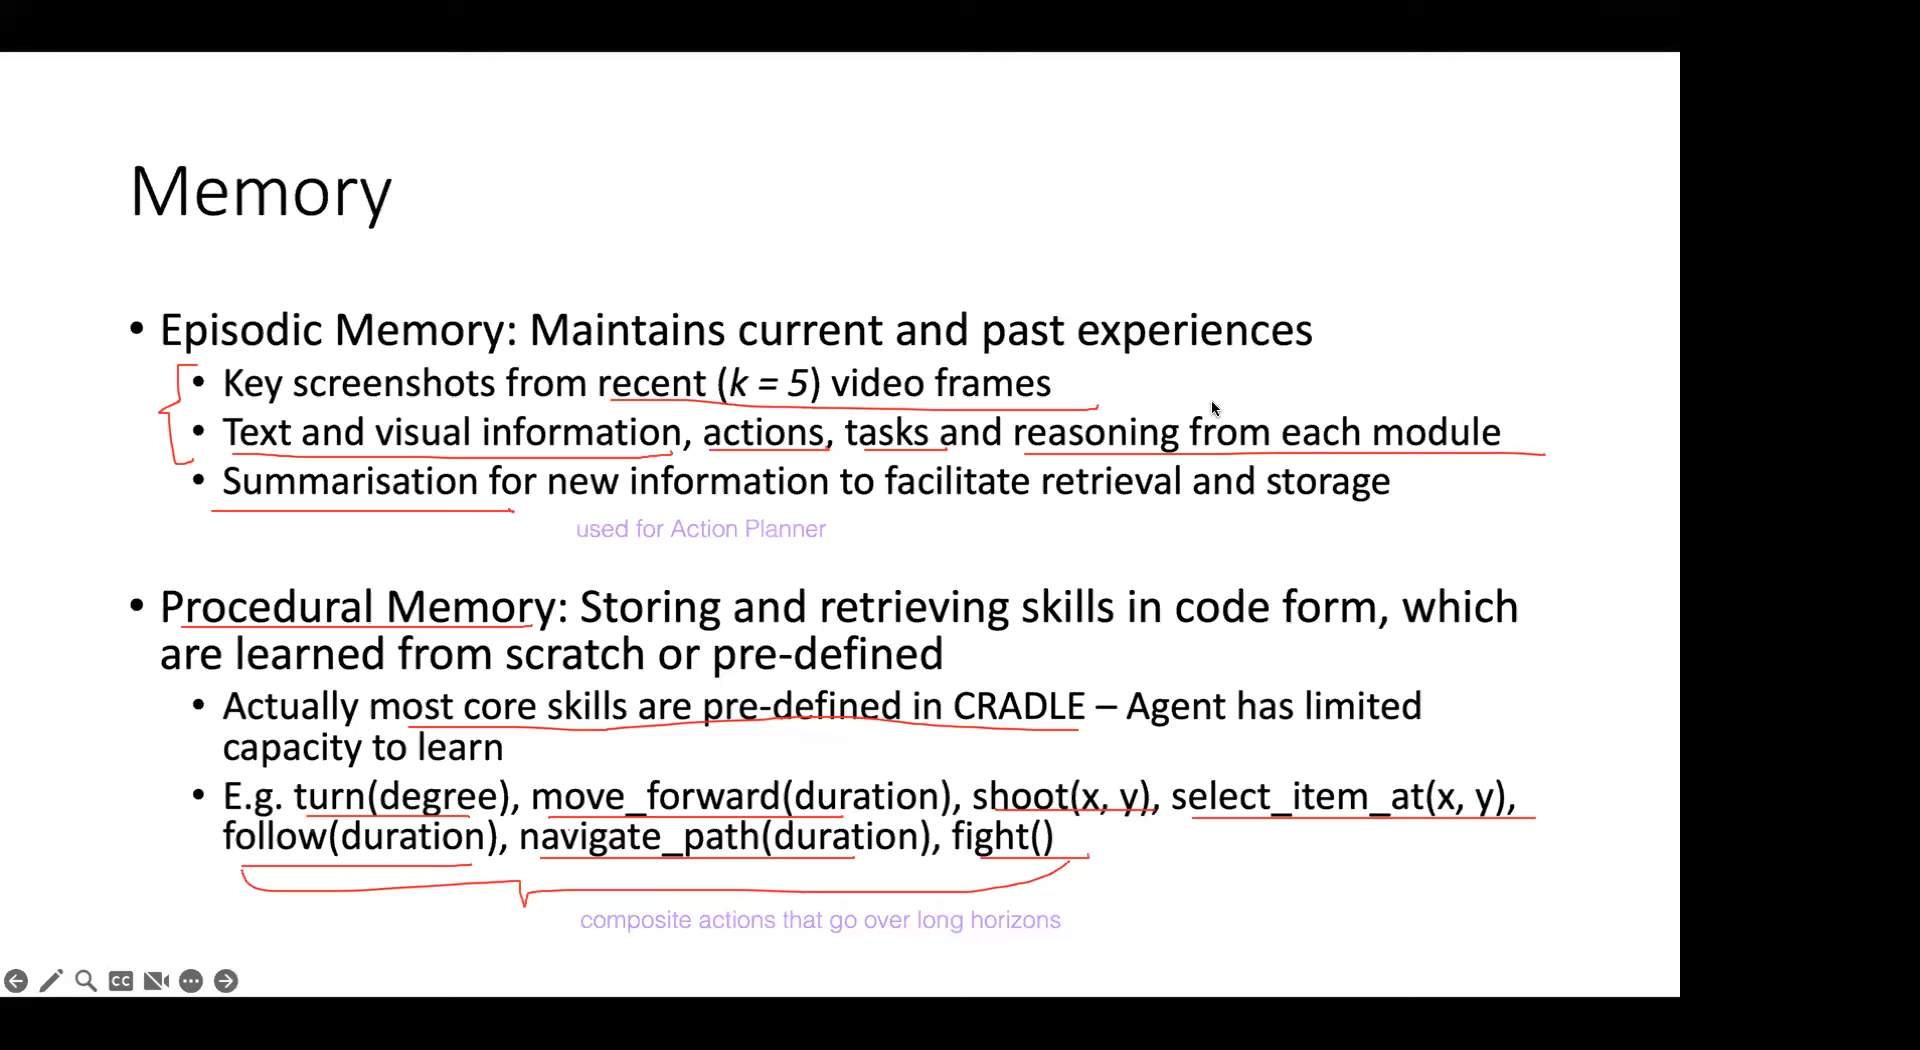 Memory
• Episodic Memory: Maintains current and past experiences
• Key screenshots from recent (k = 5) video frames
• Text and visual information, actions, tasks and reasoning from each module
• Summarisation for new information to facilitate retrieval and storage
used for Action Planner
• Procedural Memory: Storing and retrieving skills in code form, which
are learned from scratch or pre-defined
• Actually most core skills are pre-defined in CRADLE – Agent has limited
capacity to learn
• E.g. turn(degree), move_forward(duration), shoot(x, y), select_item_at(x, y),
follow(duration), navigate_path(duration), fight()
composite actions that go over long horizons
CC